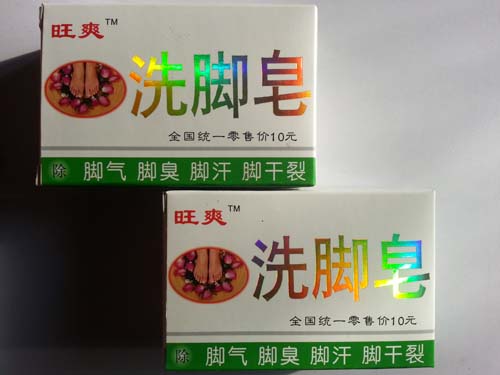 旺爽™
洗脚皂
全国统一零售价10元
除 脚气 脚臭 脚汗 脚干裂
旺爽™
洗脚皂
全国统一零售价10元
除 脚气 脚臭 脚汗 脚干裂